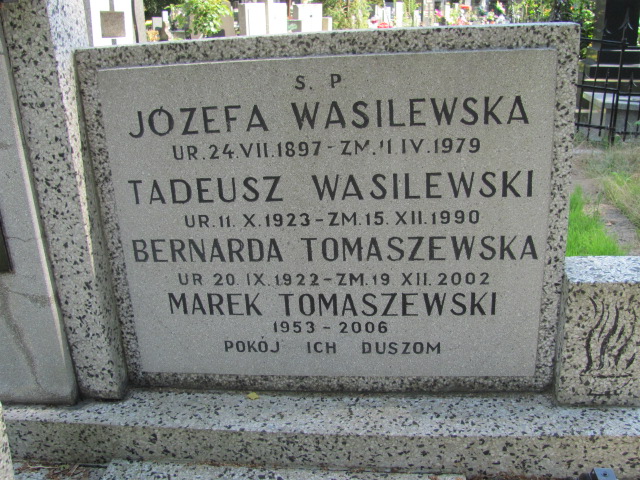 S. P
JÓZEFA WASILEWSKA
UR. 24. VII. 1897 - ZM. 11 IV. 1979
TADEUSZ WASILEWSKI
UR. 11. X. 1923 - ZM. 15. XII. 1990
BERNARDA TOMASZEWSKA
UR 20 IX. 1922 - ZM. 19 XII. 2002
MAREK TOMASZEWSKI
1953 - 2006
POKÓJ ICH DUSZOM